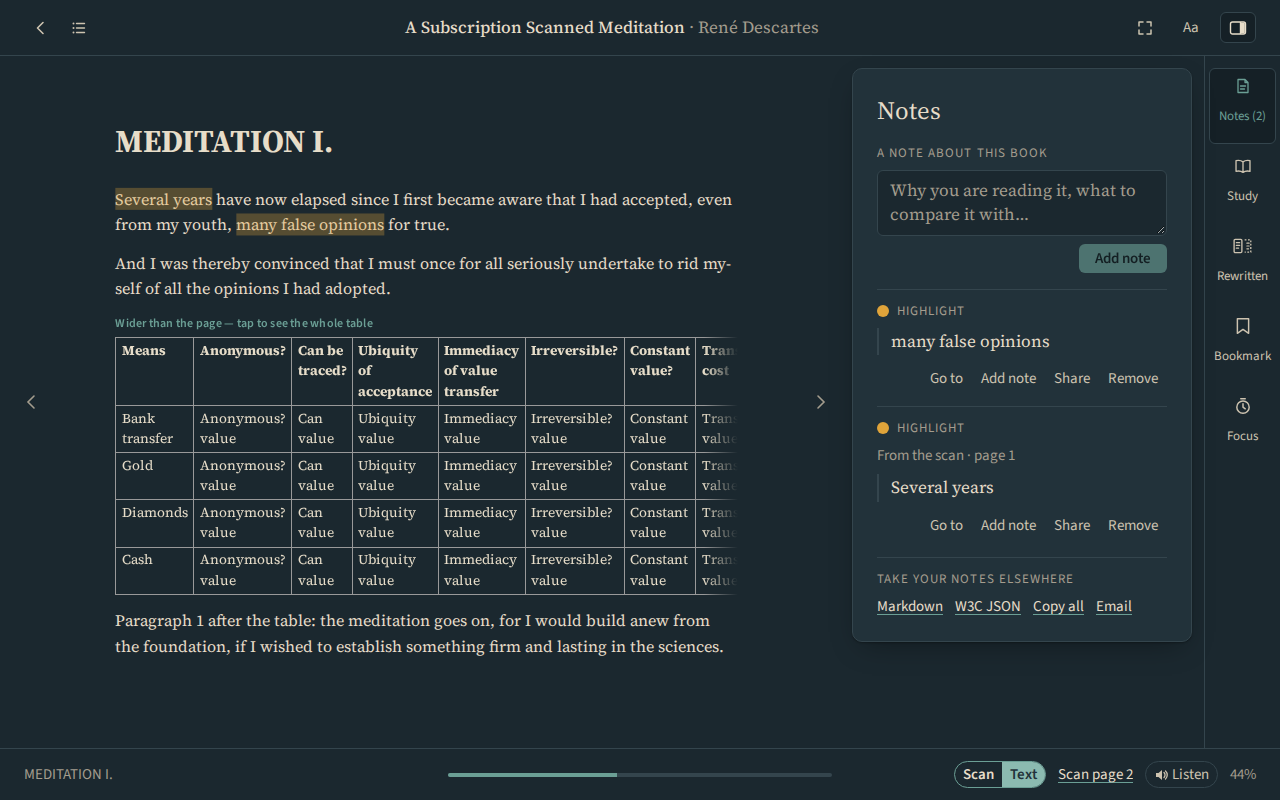 A Subscription Scanned Meditation · René Descartes
Aa
MEDITATION I.
Several years have now elapsed since I first became aware that I had accepted, even
from my youth, many false opinions for true.
And I was thereby convinced that I must once for all seriously undertake to rid my-
self of all the opinions I had adopted.
Wider than the page — tap to see the whole table
Means Anonymous? Can be traced? Ubiquity of acceptance Immediacy of value transfer Irreversible? Constant value? cost
Bank transfer Anonymous? value Can value Ubiquity value Immediacy value Irreversible? value Constant value value
Gold Anonymous? value Can value Ubiquity value Immediacy value Irreversible? value Constant value value
Diamonds Anonymous? value Can value Ubiquity value Immediacy value Irreversible? value Constant value value
Cash Anonymous? value Can value Ubiquity value Immediacy value Irreversible? value Constant value value
Paragraph 1 after the table: the meditation goes on, for I would build anew from
the foundation, if I wished to establish something firm and lasting in the sciences.
Notes
A NOTE ABOUT THIS BOOK
Why you are reading it, what to
compare it with…
Add note
HIGHLIGHT
many false opinions
Go to Add note Share Remove
HIGHLIGHT
From the scan · page 1
Several years
Go to Add note Share Remove
TAKE YOUR NOTES ELSEWHERE
Markdown W3C JSON Copy all Email
Notes (2)
Study
Rewritten
Bookmark
Focus
MEDITATION I.
Scan Text Scan page 2 Listen 44%